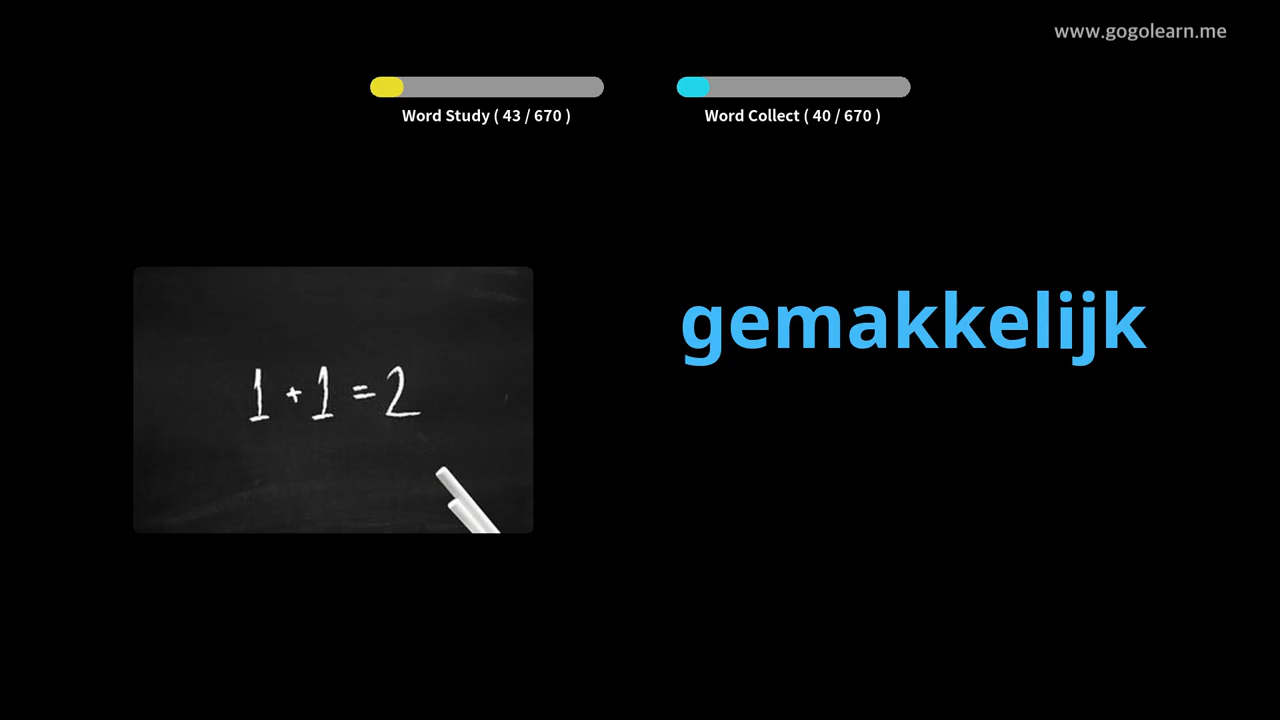 www.gogolearn.me
Word Study ( 43 / 670 )
Word Collect ( 40 / 670 )
gemakkelijk
1 + 1 = 2